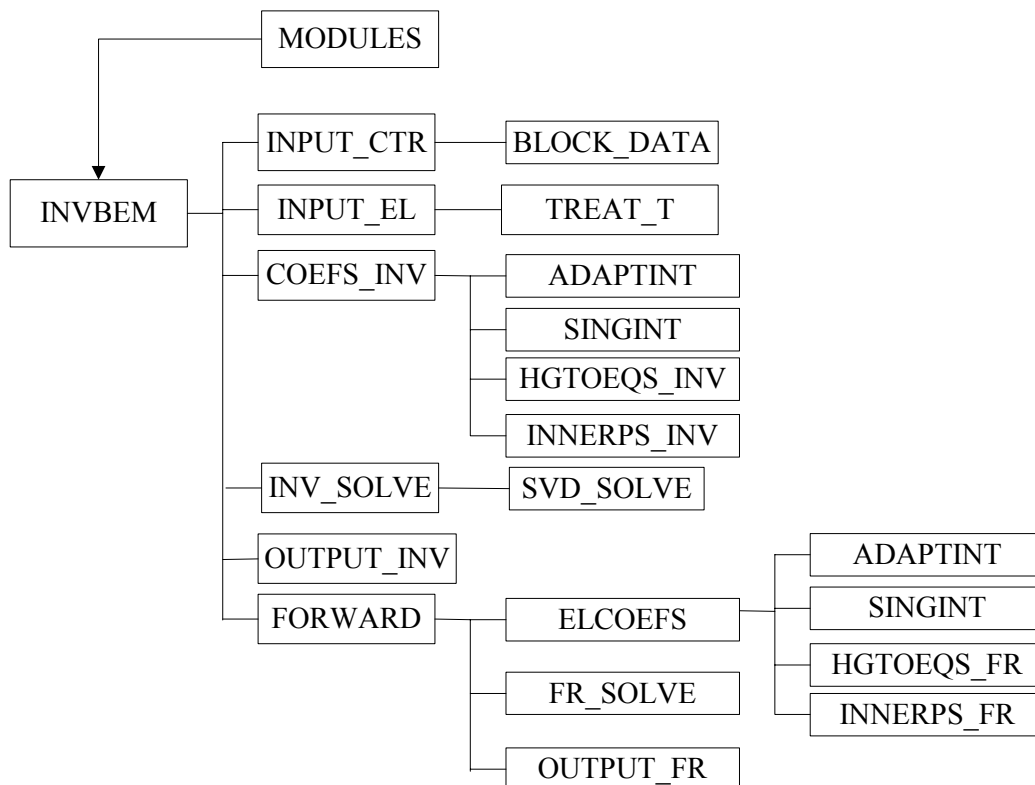 MODULES
INVBEM
INPUT_CTR
BLOCK_DATA
INPUT_EL
TREAT_T
COEFS_INV
ADAPTINT
SINGINT
HGTOEQS_INV
INNERPS_INV
INV_SOLVE
SVD_SOLVE
OUTPUT_INV
FORWARD
ELCOEFS
ADAPTINT
SINGINT
HGTOEQS_FR
INNERPS_FR
FR_SOLVE
OUTPUT_FR